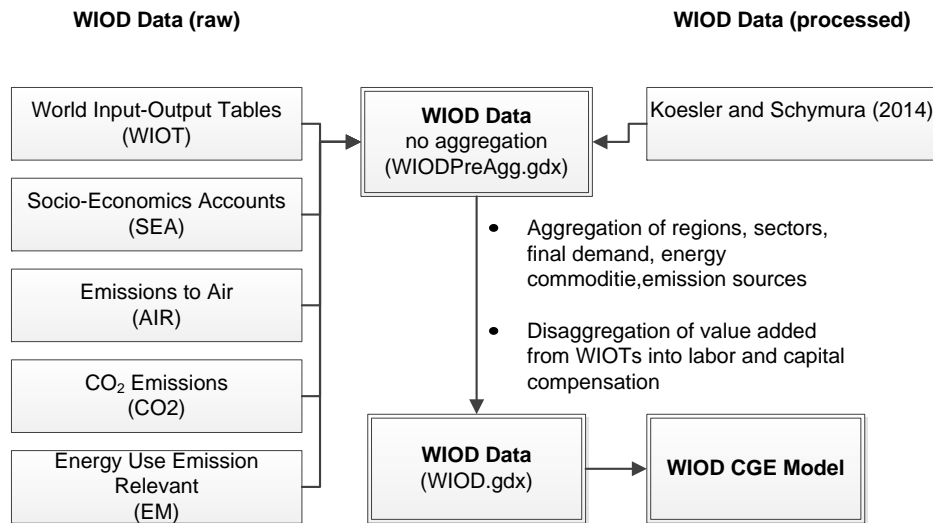 WIOD Data (raw)
WIOD Data (processed)
World Input-Output Tables
(WIOT)
WIOD Data
no aggregation
(WIODPreAgg.gdx)
Koesler and Schymura (2014)
Socio-Economics Accounts
(SEA)
• Aggregation of regions, sectors,
final demand, energy
commoditie,emission sources
Emissions to Air
(AIR)
• Disaggregation of value added
from WIOTs into labor and capital
compensation
CO₂ Emissions
(CO2)
Energy Use Emission
Relevant
(EM)
WIOD Data
(WIOD.gdx)
WIOD CGE Model